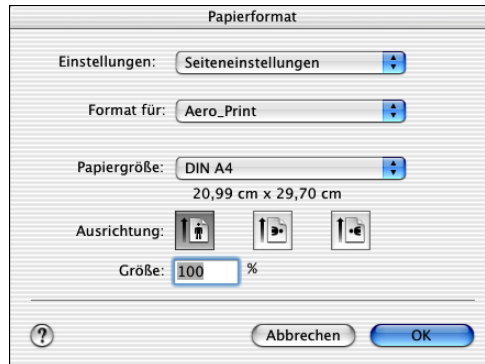 Papierformat
Einstellungen: Seiteneinstellungen
Format für: Aero_Print
Papiergröße: DIN A4
20,99 cm x 29,70 cm
Ausrichtung:
Größe: 100 %
? Abbrechen OK